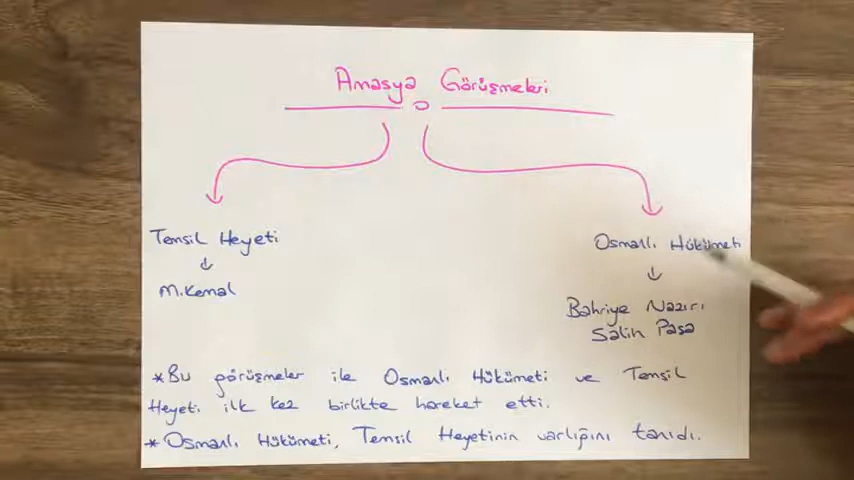 Amasya Görüşmeleri
Temsil Heyeti
M.Kemal
Osmanlı Hükümeti
Bahriye Nazırı
Salih Paşa
*Bu görüşmeler ile Osmanlı Hükümeti ve Temsil
Heyeti ilk kez birlikte hareket etti.
*Osmanlı Hükümeti, Temsil Heyetinin varlığını tanıdı.